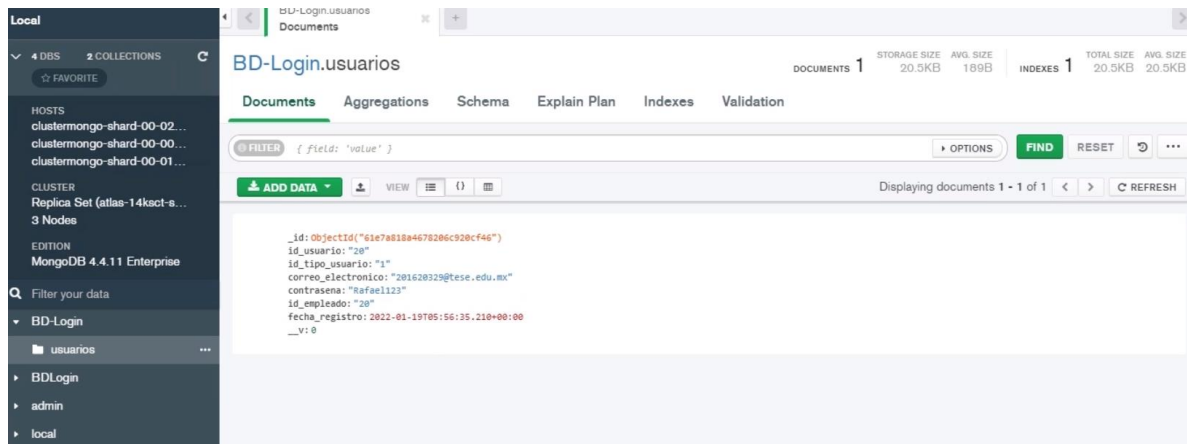 Local
4 DBS 2 COLLECTIONS
FAVORITE
HOSTS
clustermongo-shard-00-02...
clustermongo-shard-00-00...
clustermongo-shard-00-01...
CLUSTER
Replica Set (atlas-14ksct-s...
3 Nodes
EDITION
MongoDB 4.4.11 Enterprise
Filter your data
BD-Login
usuarios
BDLogin
admin
local
BD-Login.usuarios
Documents
BD-Login.usuarios
DOCUMENTS 1 STORAGE SIZE 20.5KB AVG. SIZE 189B INDEXES 1 TOTAL SIZE 20.5KB AVG. SIZE 20.5KB
Documents Aggregations Schema Explain Plan Indexes Validation
FILTER { field: 'value' } OPTIONS FIND RESET ...
ADD DATA VIEW {} Displaying documents 1 - 1 of 1 < > REFRESH
_id: ObjectId("61e7a818a4678206c920cf46")
id_usuario: "20"
id_tipo_usuario: "1"
correo_electronico: "201620329@tese.edu.mx"
contrasena: "Rafael123"
id_empleado: "20"
fecha_registro: 2022-01-19T05:56:35.210+00:00
__v: 0